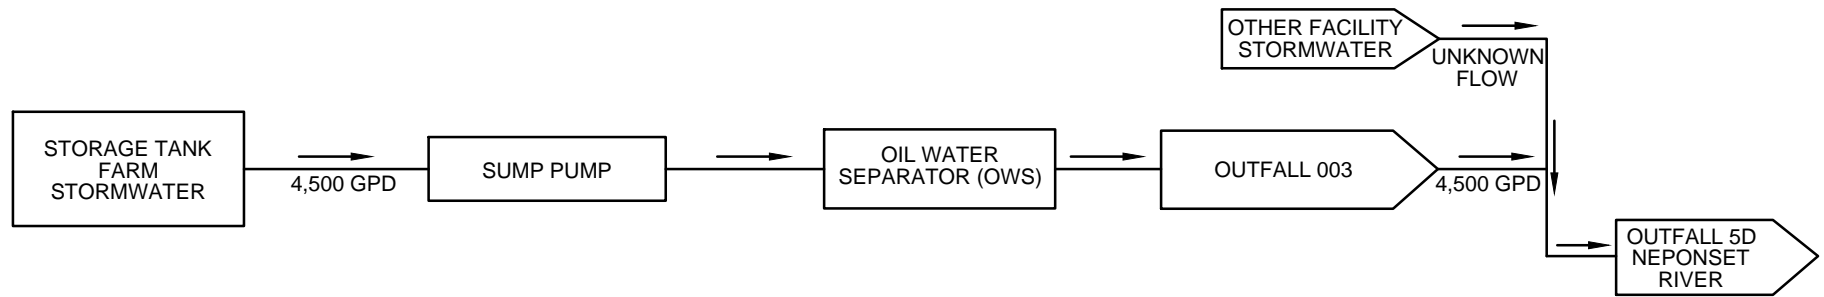 OTHER FACILITY
STORMWATER
UNKNOWN
FLOW
STORAGE TANK
FARM
STORMWATER
4,500 GPD
SUMP PUMP
OIL WATER
SEPARATOR (OWS)
OUTFALL 003
4,500 GPD
OUTFALL 5D
NEPONSET
RIVER